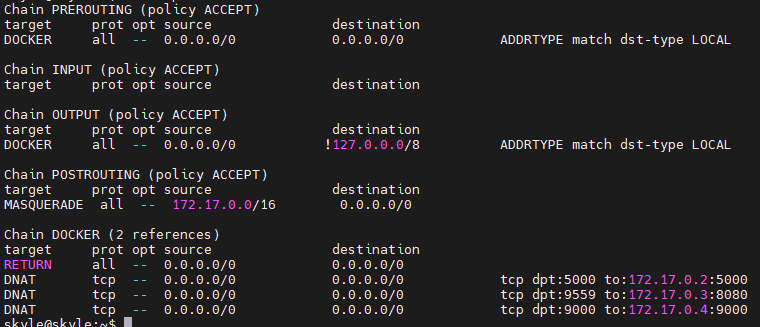 Chain PREROUTING (policy ACCEPT)
target     prot opt source               destination
DOCKER     all  --  0.0.0.0/0            0.0.0.0/0            ADDRTYPE match dst-type LOCAL

Chain INPUT (policy ACCEPT)
target     prot opt source               destination

Chain OUTPUT (policy ACCEPT)
target     prot opt source               destination
DOCKER     all  --  0.0.0.0/0           !127.0.0.0/8          ADDRTYPE match dst-type LOCAL

Chain POSTROUTING (policy ACCEPT)
target     prot opt source               destination
MASQUERADE  all  --  172.17.0.0/16        0.0.0.0/0

Chain DOCKER (2 references)
target     prot opt source               destination
RETURN     all  --  0.0.0.0/0            0.0.0.0/0
DNAT       tcp  --  0.0.0.0/0            0.0.0.0/0            tcp dpt:5000 to:172.17.0.2:5000
DNAT       tcp  --  0.0.0.0/0            0.0.0.0/0            tcp dpt:9559 to:172.17.0.3:8080
DNAT       tcp  --  0.0.0.0/0            0.0.0.0/0            tcp dpt:9000 to:172.17.0.4:9000
skyle@skyle:~$